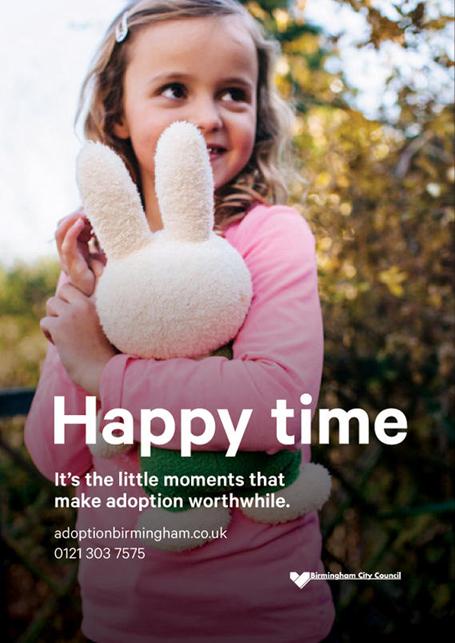 Happy time
It's the little moments that
make adoption worthwhile.
adoptionbirmingham.co.uk
0121 303 7575
Birmingham City Council